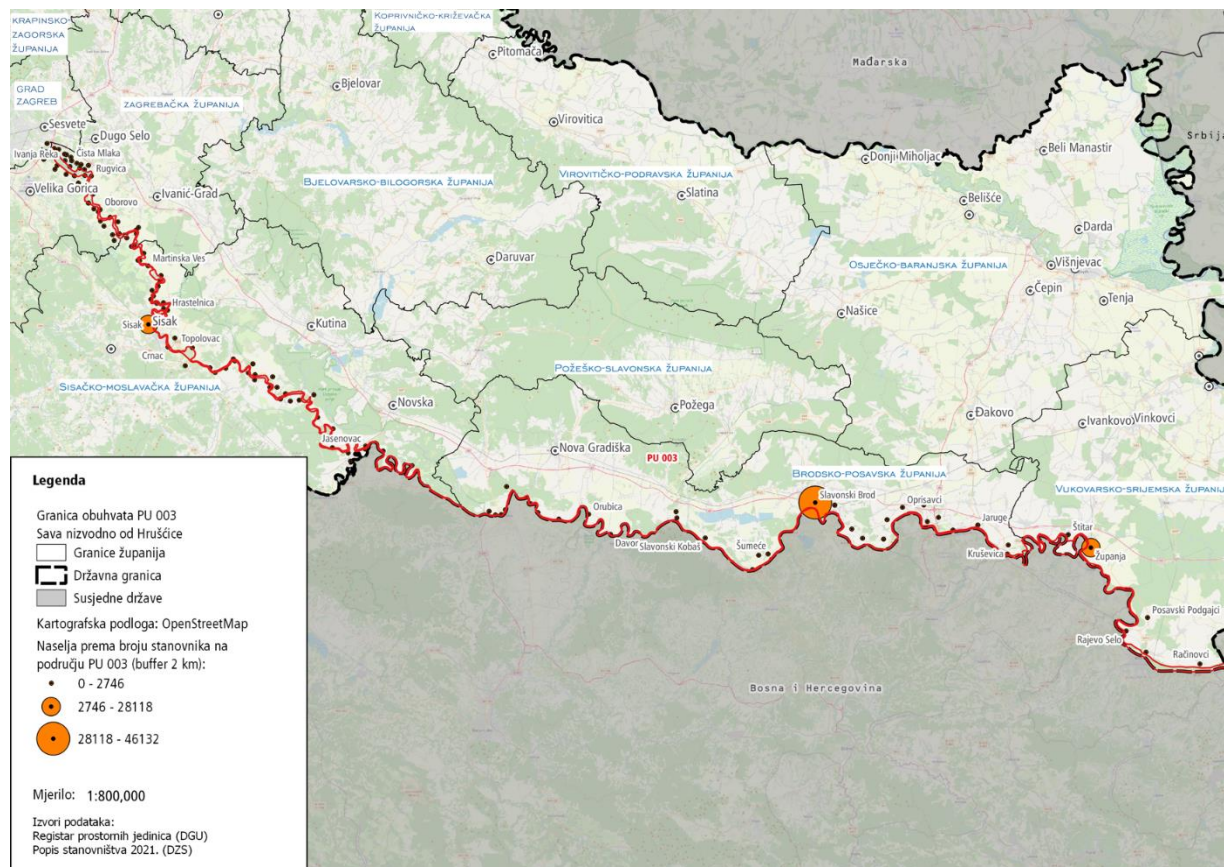 KRAPINSKO-
ZAGORSKA
ŽUPANIJA
KOPRIVNIČKO-KRIŽEVAČKA
ŽUPANIJA
Pitomača
Mađarska
GRAD
ZAGREB
ZAGREBAČKA ŽUPANIJA
Bjelovar
Sesvete
Dugo Selo
Virovitica
Srbija
Beli Manastir
Donji Miholjac
Ivanja Reka
Čista Mlaka
Rugvica
Velika Gorica
Ivanić-Grad
BJELOVARSKO-BILOGORSKA ŽUPANIJA
VIROVITIČKO-PODRAVSKA ŽUPANIJA
Slatina
Belišće
Oborovo
Darda
Martinska Ves
Daruvar
OSJEČKO-BARANJSKA ŽUPANIJA
Višnjevac
Čepin
Tenja
Hrastelnica
Našice
Sisak
Sisak
Kutina
Topolovac
Crnac
SISAČKO-MOSLAVAČKA ŽUPANIJA
POŽEŠKO-SLAVONSKA ŽUPANIJA
Novska
Požega
Đakovo
Ivankovo
Vinkovci
Jasenovac
Nova Gradiška
PU 003
BRODSKO-POSAVSKA ŽUPANIJA
VUKOVARSKO-SRIJEMSKA ŽUPANIJA
Slavonski Brod
Oprisavci
Orubica
Jaruge
Štitar
Davor
Slavonski Kobaš
Šumeće
Kruševica
Županja
Posavski Podgajci
Rajevo Selo
Račinovci
Bosna i Hercegovina
Legenda
Granica obuhvata PU 003
Sava nizvodno od Hrušćice
Granice županija
Državna granica
Susjedne države
Kartografska podloga: OpenStreetMap
Naselja prema broju stanovnika na
području PU 003 (buffer 2 km):
0 - 2746
2746 - 28118
28118 - 46132
Mjerilo: 1:800,000
Izvori podataka:
Registar prostornih jedinica (DGU)
Popis stanovništva 2021. (DZS)